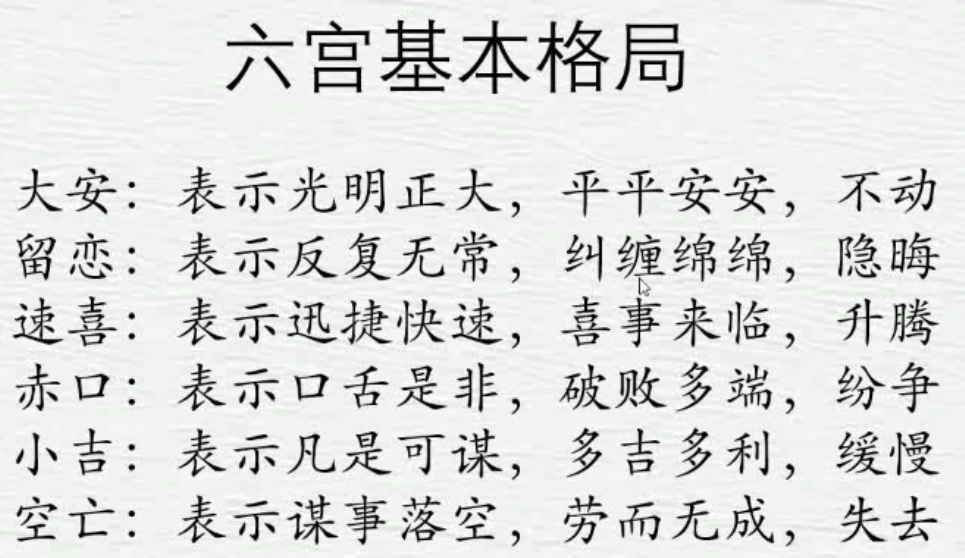 六宫基本格局
大安：表示光明正大，平平安安，不动
留恋：表示反复无常，纠缠绵绵，隐晦
速喜：表示迅捷快速，喜事来临，升腾
赤口：表示口舌是非，破败多端，纷争
小吉：表示凡是可谋，多吉多利，缓慢
空亡：表示谋事落空，劳而无成，失去